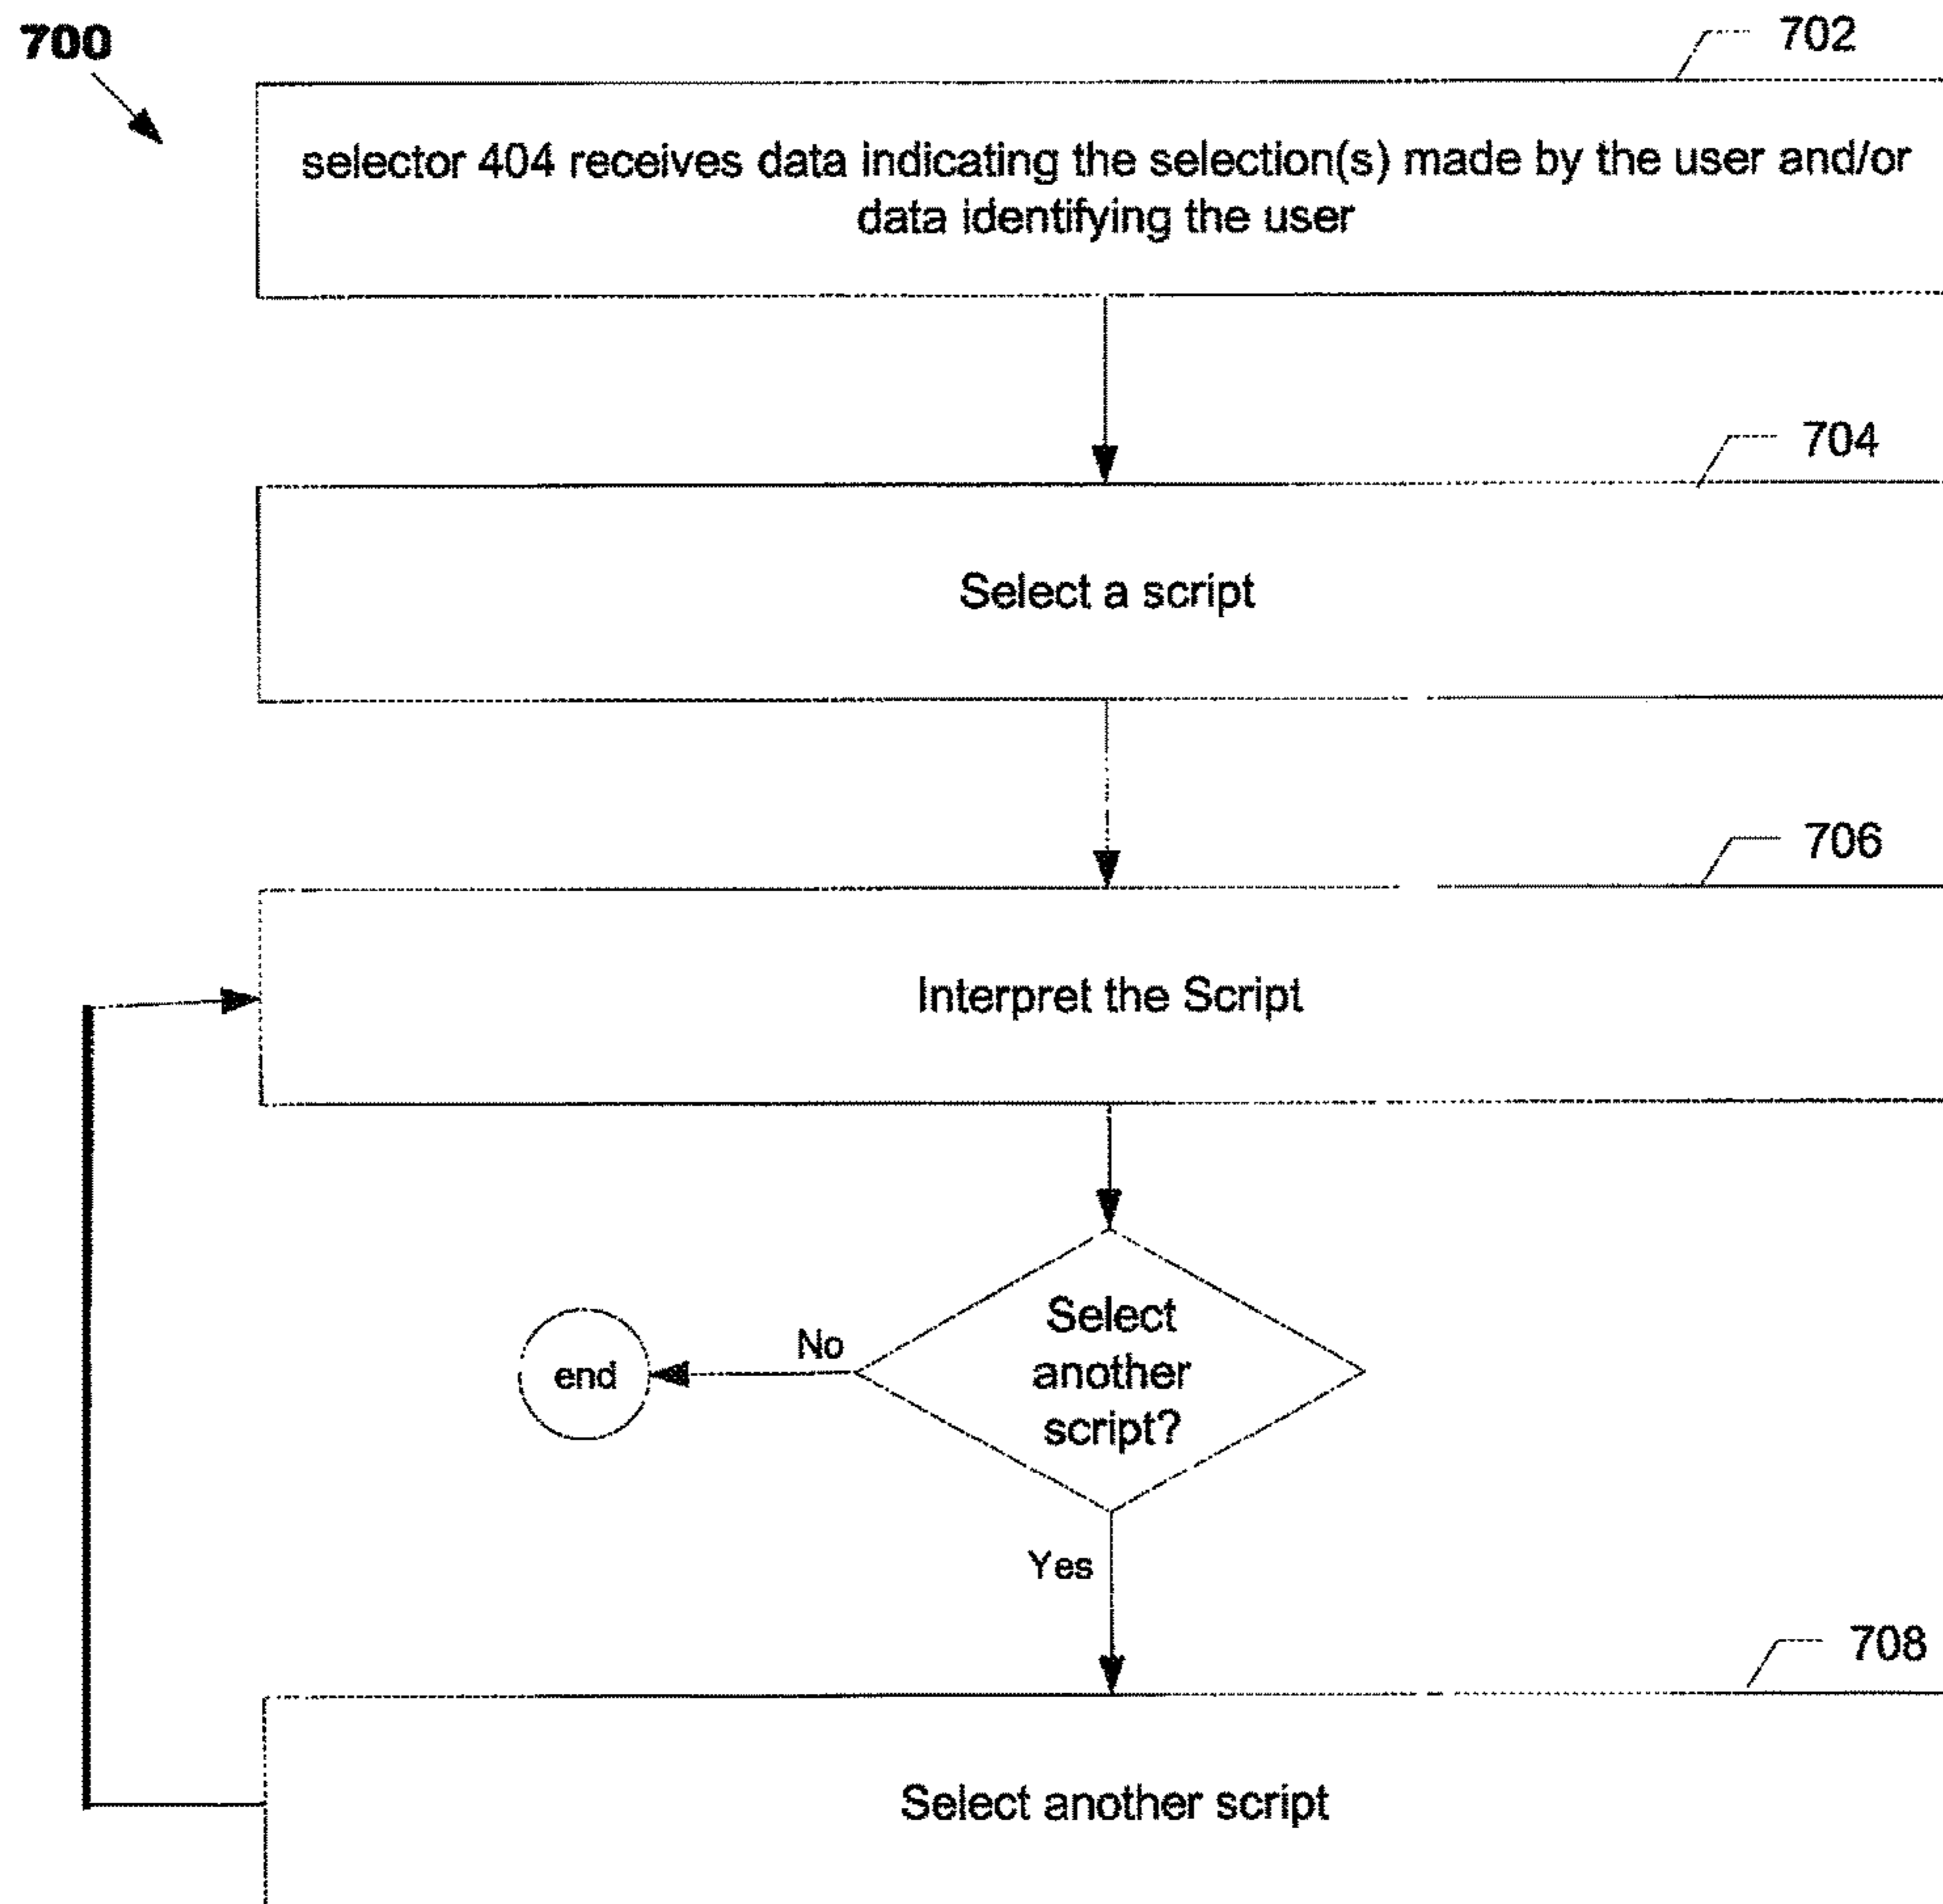 700
702
selector 404 receives data indicating the selection(s) made by the user and/or
data identifying the user
704
Select a script
706
Interpret the Script
Select
another
script?
No
end
Yes
708
Select another script